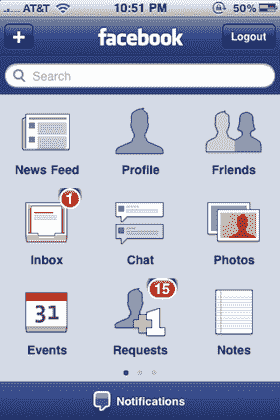 AT&T 10:51 PM 50%
+ facebook Logout
Search
News Feed Profile Friends
1 15
Inbox Chat Photos
31 +1
Events Requests Notes
Notifications